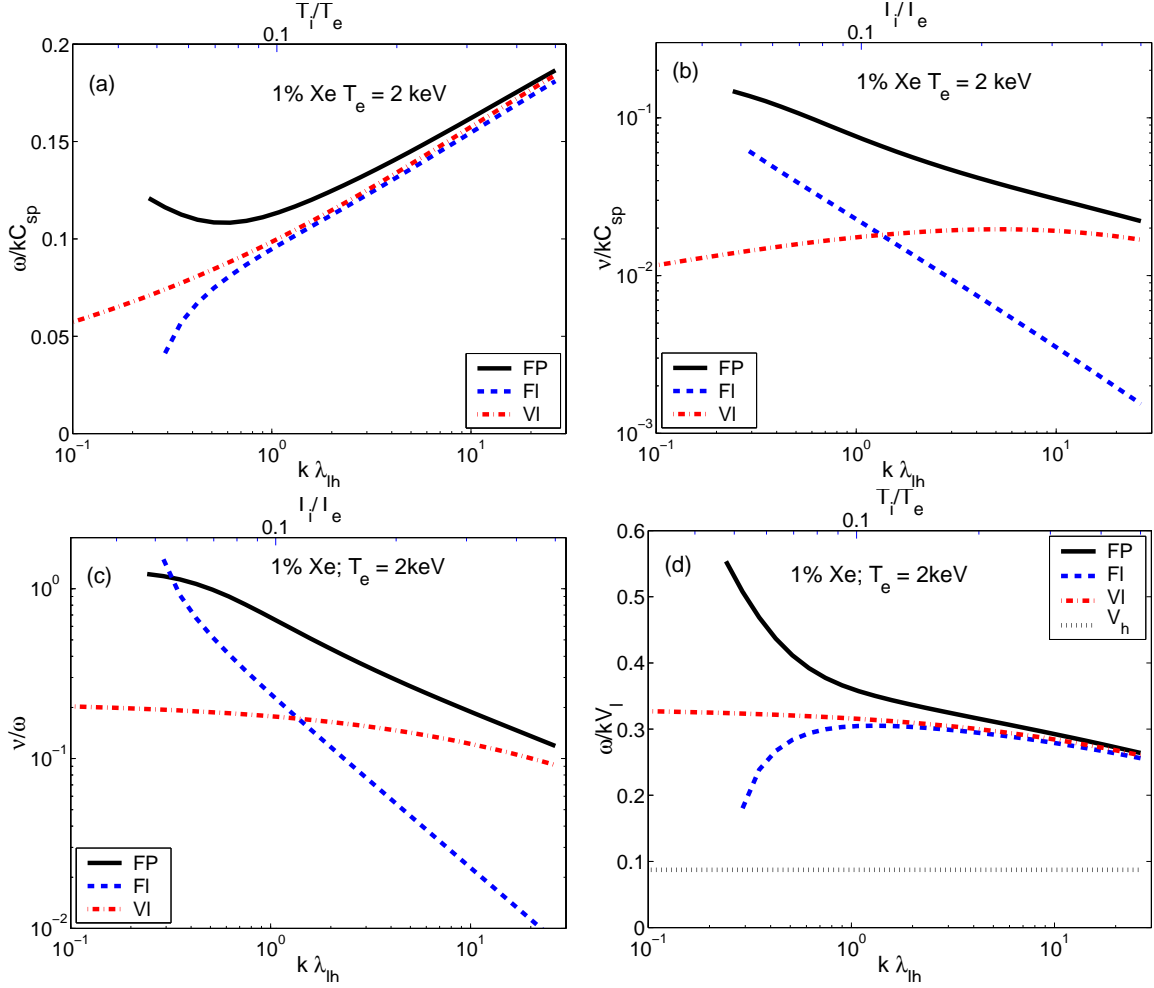 T_i/T_e
0.1
0.2
0.15
0.1
0.05
0
ω/kC_sp
(a)
1% Xe T_e = 2 keV
FP
FI
VI
10^−1
10^0
10^1
k λ_lh
T_i/T_e
0.1
10^−1
10^−2
10^−3
ν/kC_sp
(b)
1% Xe T_e = 2 keV
FP
FI
VI
10^−1
10^0
10^1
k λ_lh
T_i/T_e
0.1
10^0
10^−1
10^−2
ν/ω
(c)
1% Xe; T_e = 2keV
FP
FI
VI
10^−1
10^0
10^1
k λ_lh
T_i/T_e
0.1
0.6
0.5
0.4
0.3
0.2
0.1
0
ω/kV_l
(d)
1% Xe; T_e = 2keV
FP
FI
VI
V_h
10^−1
10^0
10^1
k λ_lh